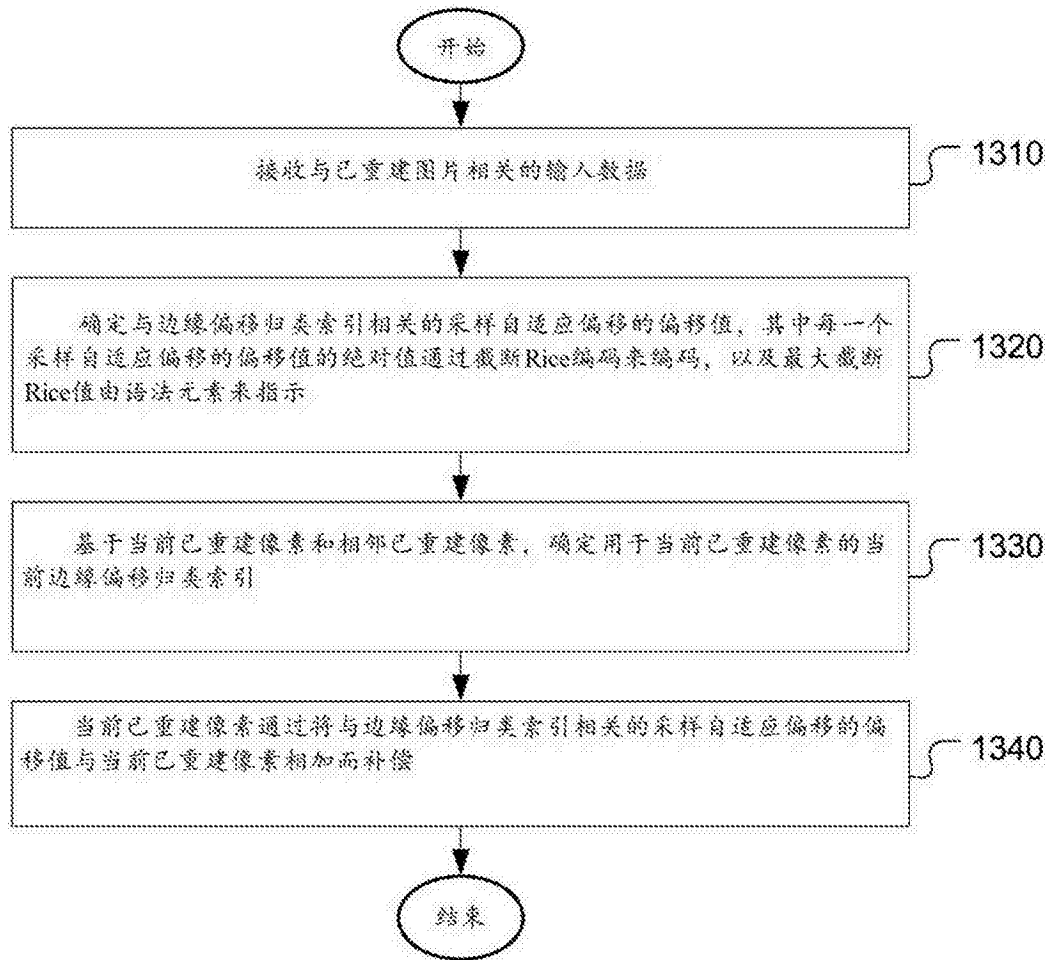 开始
接收与已重建图片相关的输入数据
1310
确定与边缘偏移归类索引相关的采样自适应偏移的偏移值，其中每一个
采样自适应偏移的偏移值的绝对值通过截断Rice编码来编码，以及最大截断
Rice值由语法元素来指示
1320
基于当前已重建像素和相邻已重建像素，确定用于当前已重建像素的当
前边缘偏移归类索引
1330
当前已重建像素通过将与边缘偏移归类索引相关的采样自适应偏移的偏
移值与当前已重建像素相加而补偿
1340
结束